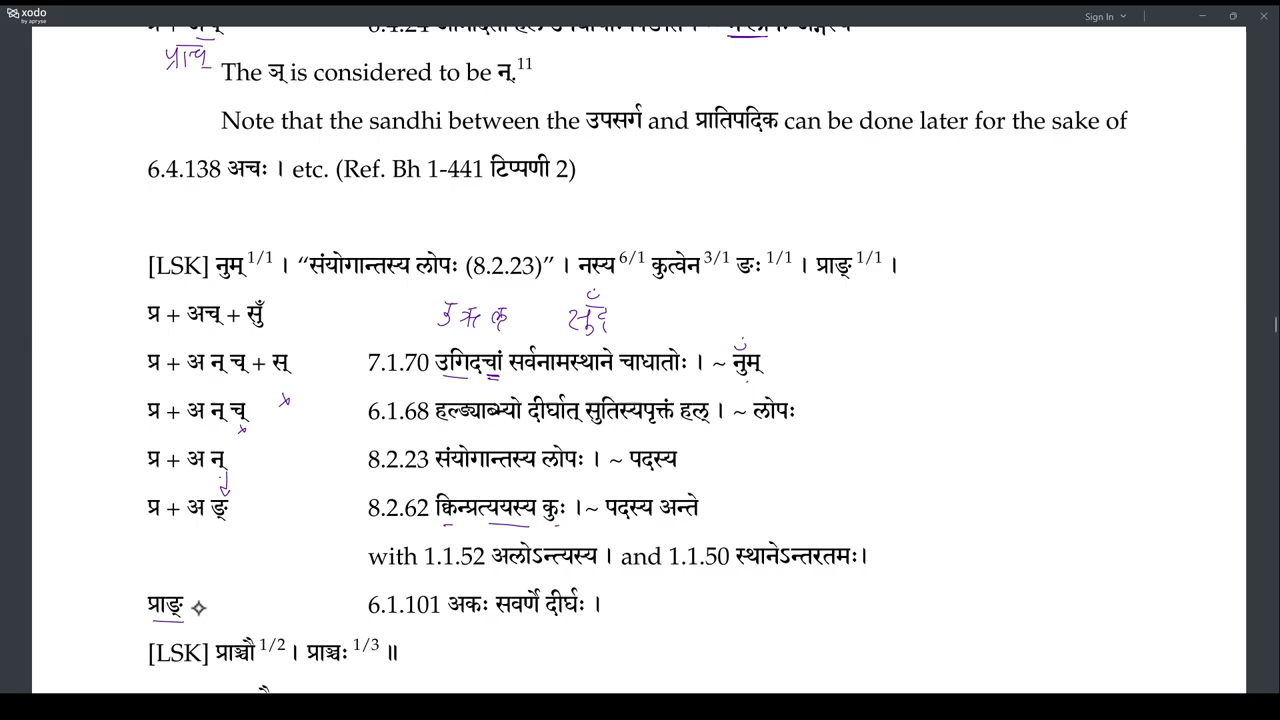 xodo
by apryse
Sign In
प्राच्
The ञ् is considered to be न्.11
Note that the sandhi between the उपसर्ग and प्रातिपदिक can be done later for the sake of
6.4.138 अचः । etc. (Ref. Bh 1-441 टिप्पणी 2)
[LSK] नुम् 1/1 । “संयोगान्तस्य लोपः (8.2.23)” । नस्य 6/1 कुत्वेन 3/1 ङः 1/1 । प्राङ् 1/1 ।
प्र + अच् + सुँ
प्र + अ न् च् + स् 7.1.70 उगिदचां सर्वनामस्थाने चाधातोः । ~ नुम्
प्र + अ न् च् 6.1.68 हल्ङ्याब्भ्यो दीर्घात् सुतिस्यपृक्तं हल् । ~ लोपः
प्र + अ न् 8.2.23 संयोगान्तस्य लोपः । ~ पदस्य
प्र + अ ङ् 8.2.62 क्विन्प्रत्ययस्य कुः । ~ पदस्य अन्ते
with 1.1.52 अलोऽन्त्यस्य । and 1.1.50 स्थानेऽन्तरतमः।
प्राङ् 6.1.101 अकः सवर्णे दीर्घः ।
[LSK] प्राञ्चौ 1/2 । प्राञ्चः 1/3 ॥